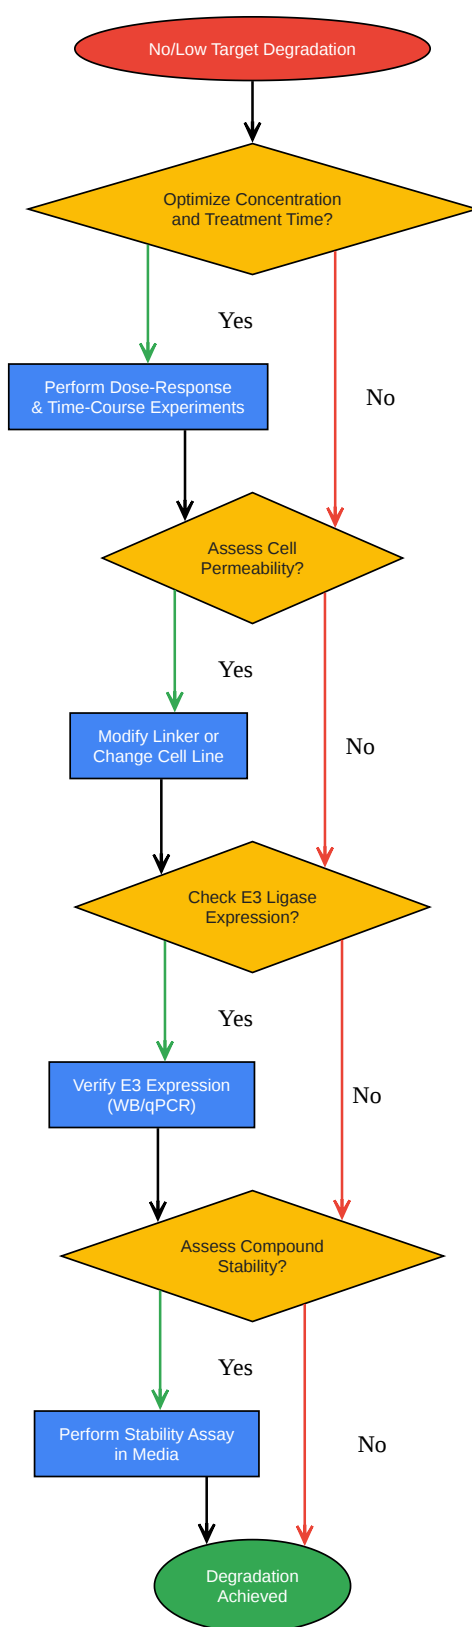 No/Low Target Degradation
Optimize Concentration
and Treatment Time?
Yes
Perform Dose-Response
& Time-Course Experiments
No
Assess Cell
Permeability?
Yes
Modify Linker or
Change Cell Line
No
Check E3 Ligase
Expression?
Yes
Verify E3 Expression
(WB/qPCR)
No
Assess Compound
Stability?
Yes
Perform Stability Assay
in Media
No
Degradation
Achieved